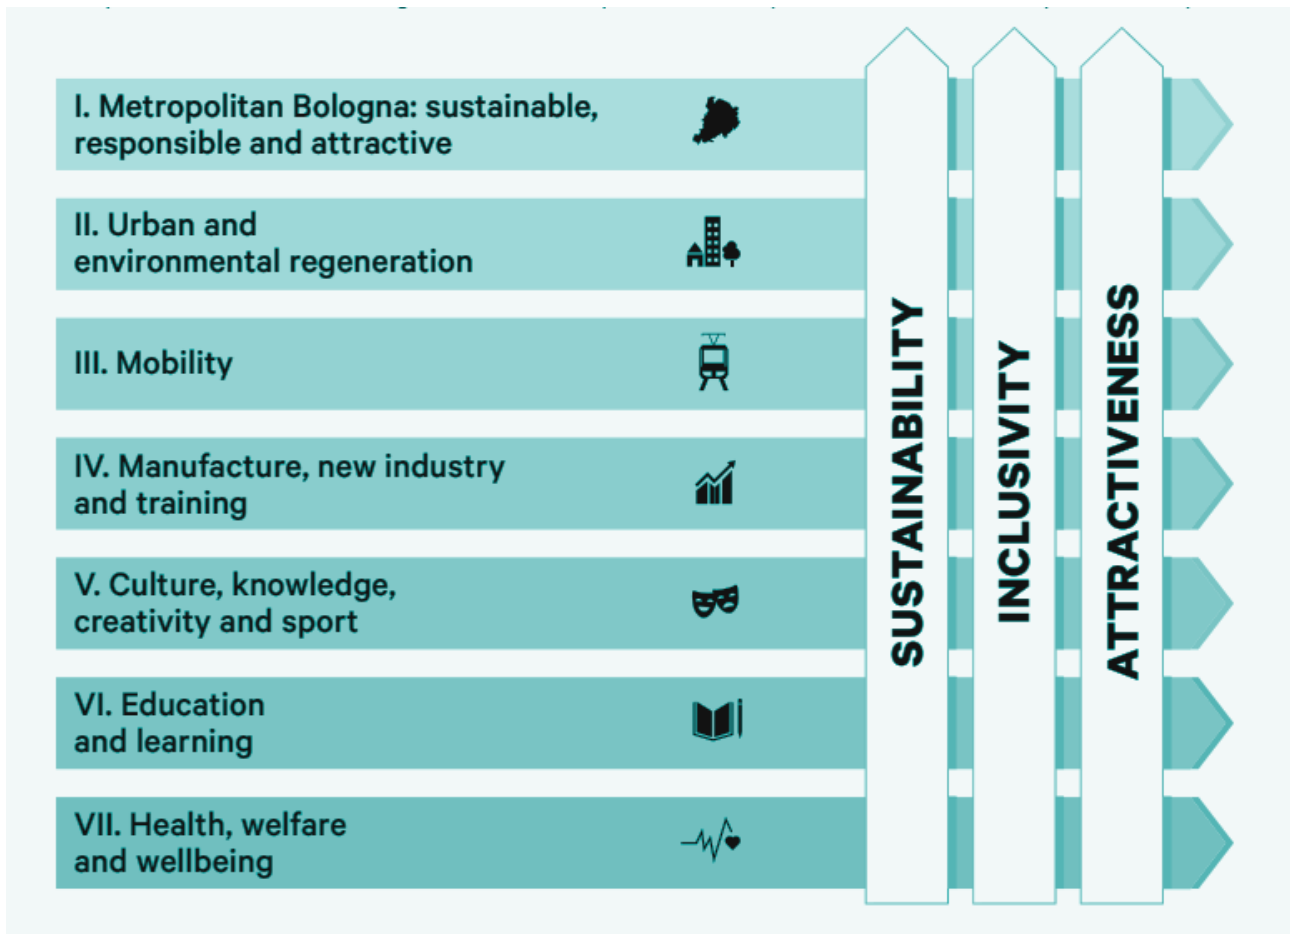 I. Metropolitan Bologna: sustainable,
responsible and attractive
II. Urban and
environmental regeneration
III. Mobility
IV. Manufacture, new industry
and training
V. Culture, knowledge,
creativity and sport
VI. Education
and learning
VII. Health, welfare
and wellbeing
SUSTAINABILITY
INCLUSIVITY
ATTRACTIVENESS